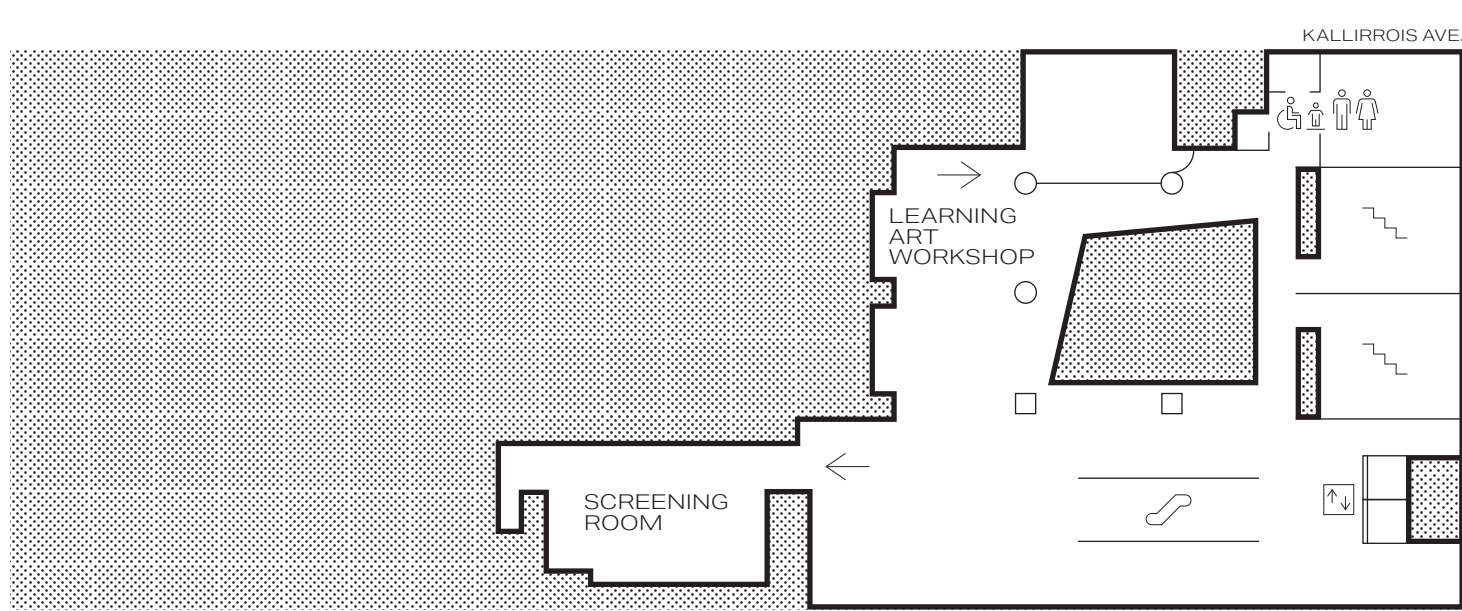 KALLIRROIS AVE.
LEARNING
ART
WORKSHOP
SCREENING
ROOM